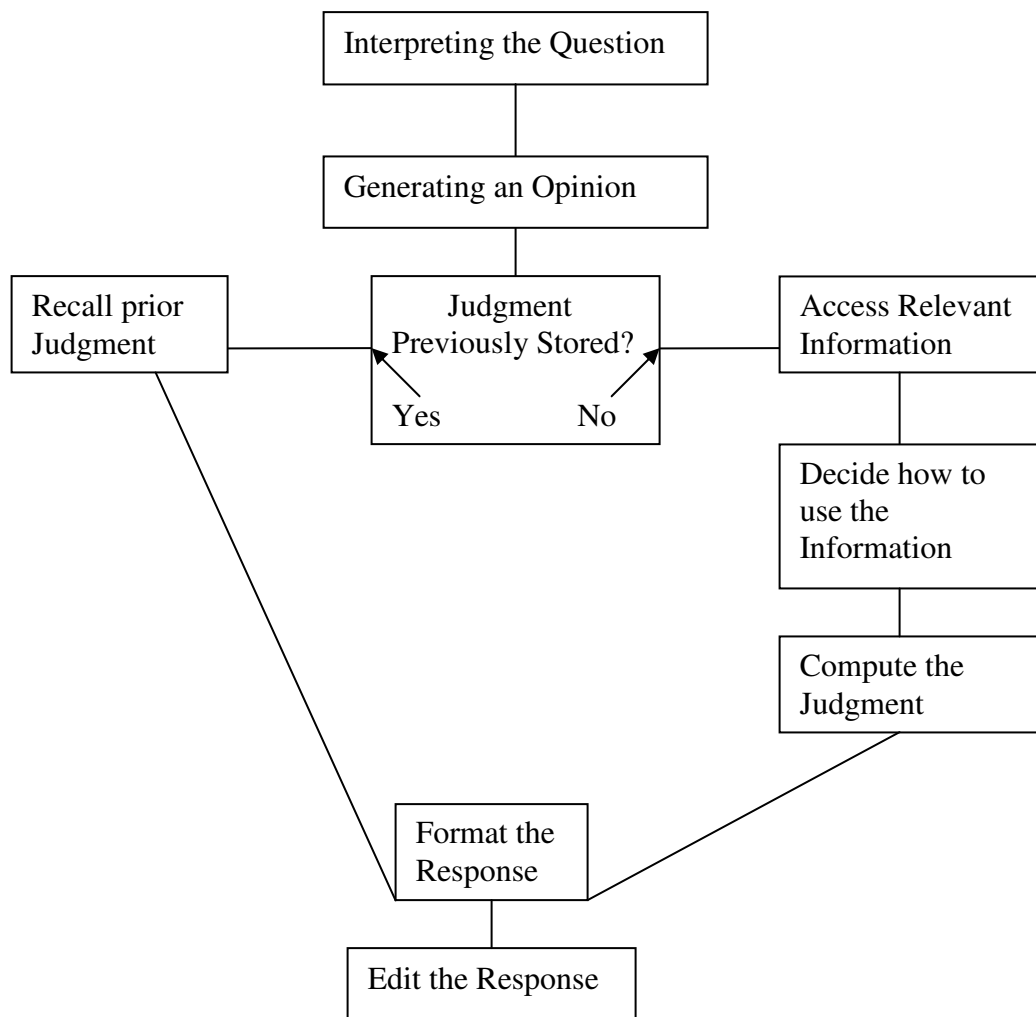 Interpreting the Question
Generating an Opinion
Recall prior
Judgment
Judgment
Previously Stored?
Yes
No
Access Relevant
Information
Decide how to
use the
Information
Compute the
Judgment
Format the
Response
Edit the Response